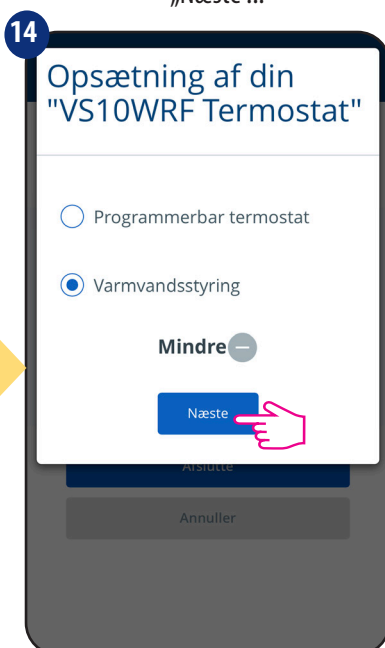 „Næste ...
14
Opsætning af din
"VS10WRF Termostat"
Programmerbar termostat
Varmvandsstyring
Mindre
Næste
Afslutte
Annuller